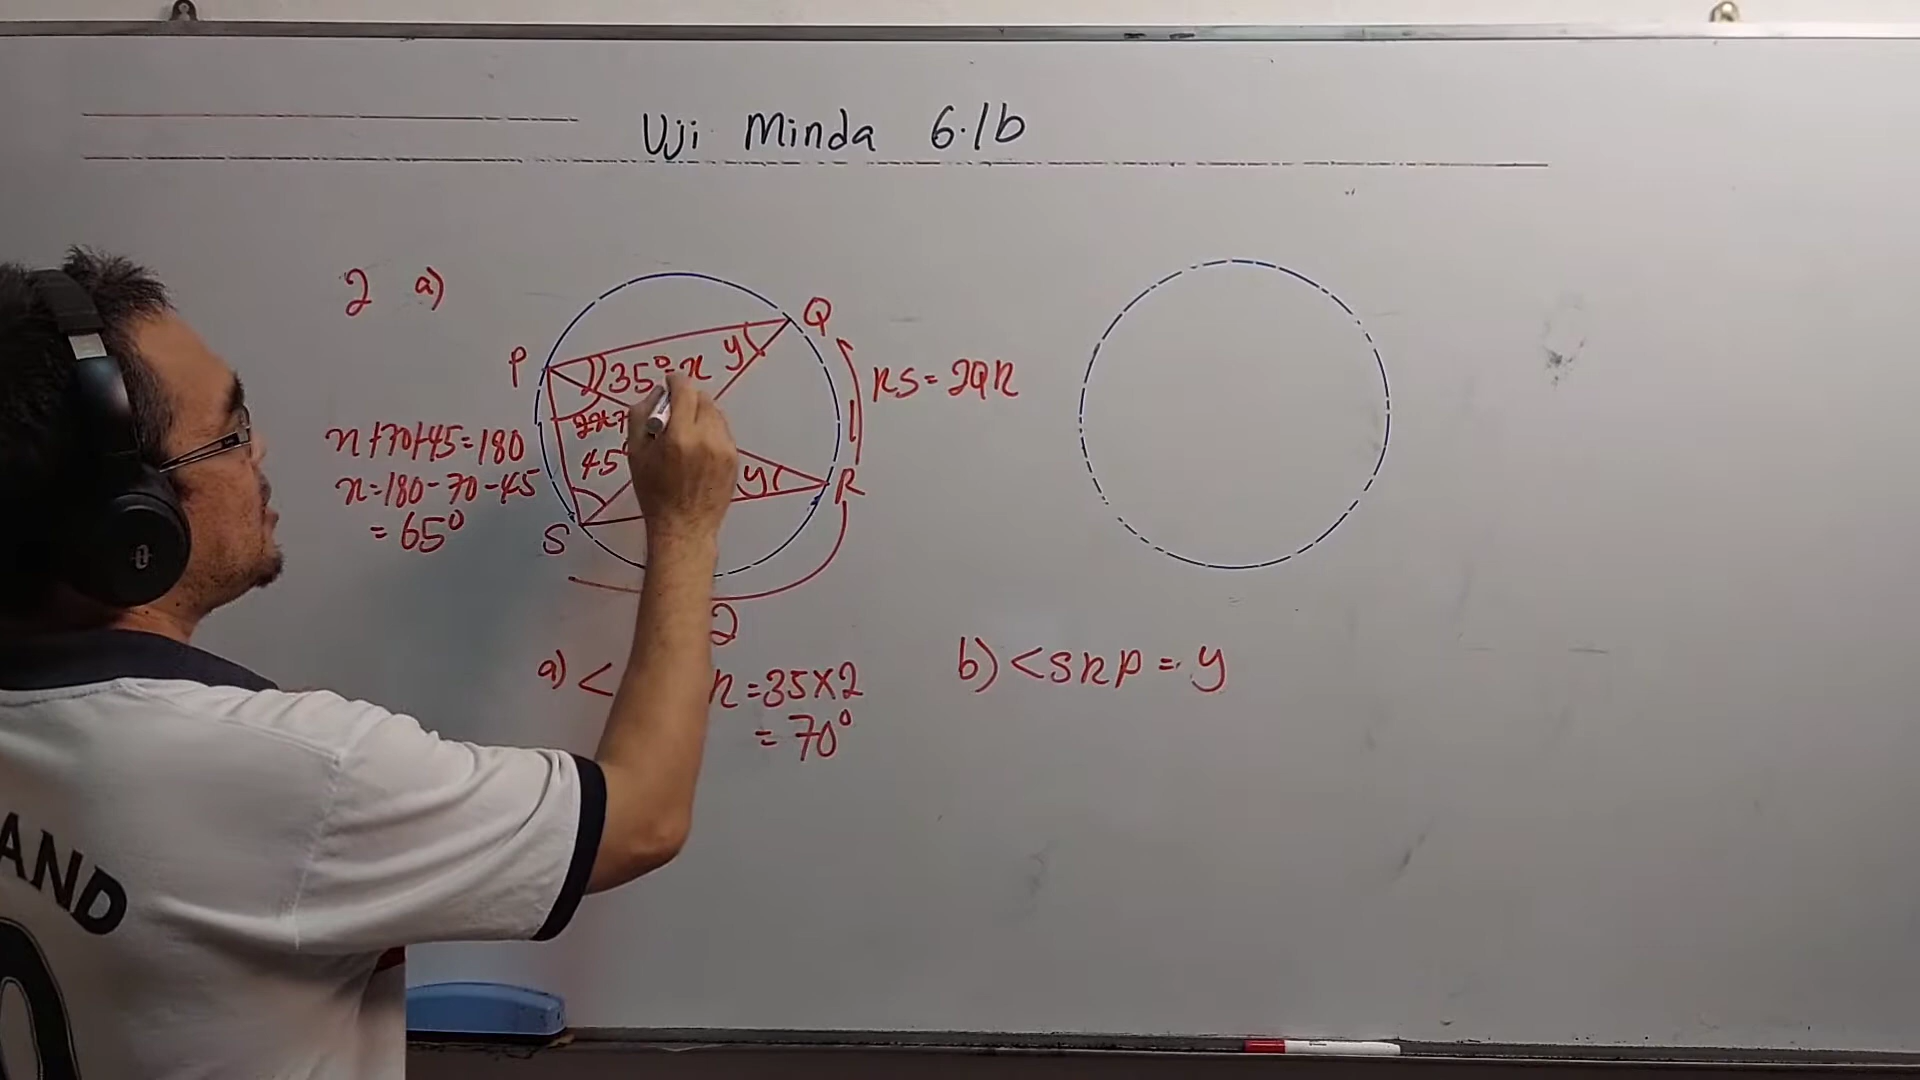 Uji Minda 6.1b
2 a)
P
Q
35° = x
y
RS = 2QR
45°
y
R
S
x+70+45=180
x=180-70-45
= 65°
2
a) <
R = 35×2
= 70°
b) <SRP = y
AND